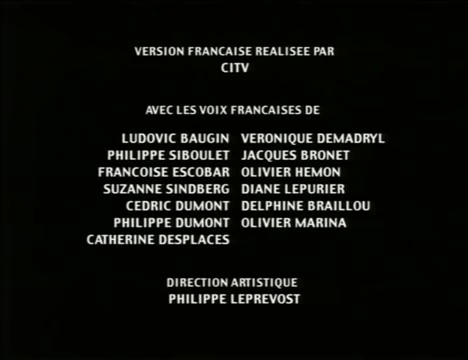 VERSION FRANCAISE REALISEE PAR
CITV
AVEC LES VOIX FRANCAISES DE
LUDOVIC BAUGIN VERONIQUE DEMADRYL
PHILIPPE SIBOULET JACQUES BRONET
FRANCOISE ESCOBAR OLIVIER HEMON
SUZANNE SINDBERG DIANE LEPURIER
CEDRIC DUMONT DELPHINE BRAILLOU
PHILIPPE DUMONT OLIVIER MARINA
CATHERINE DESPLACES
DIRECTION ARTISTIQUE
PHILIPPE LEPREVOST